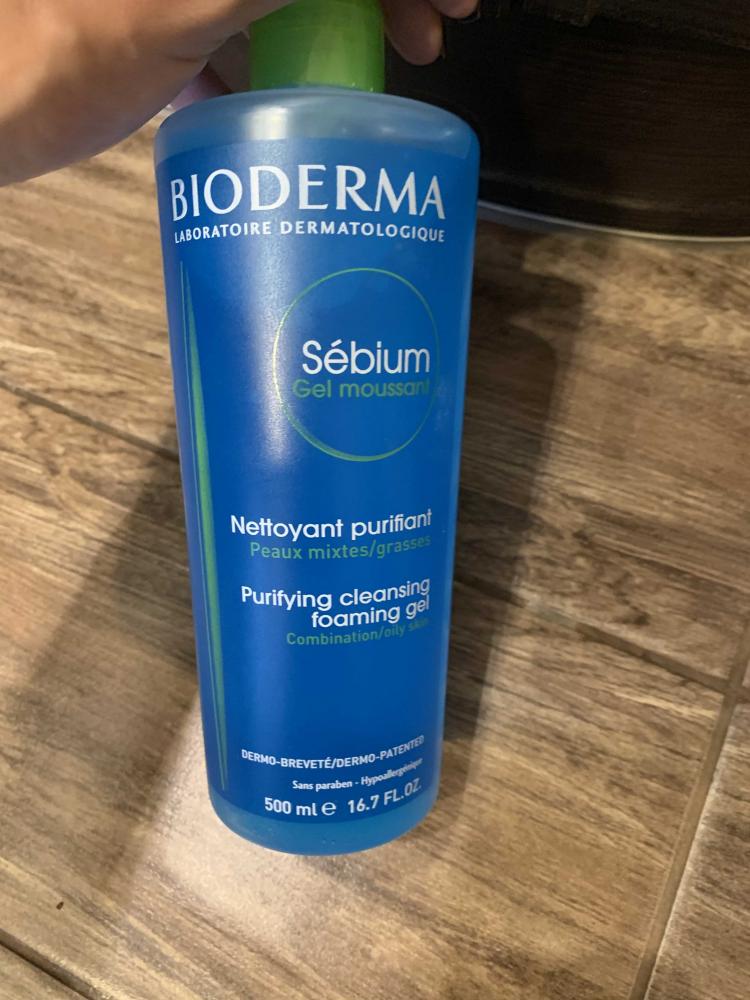 BIODERMA
LABORATOIRE DERMATOLOGIQUE
Sébium
Gel moussant
Nettoyant purifiant
Peaux mixtes/grasses
Purifying cleansing
foaming gel
Combination/oily skin
DERMO-BREVETÉ/DERMO-PATENTED
Sans paraben - Hypoallergénique
500 ml e 16.7 FL.OZ.